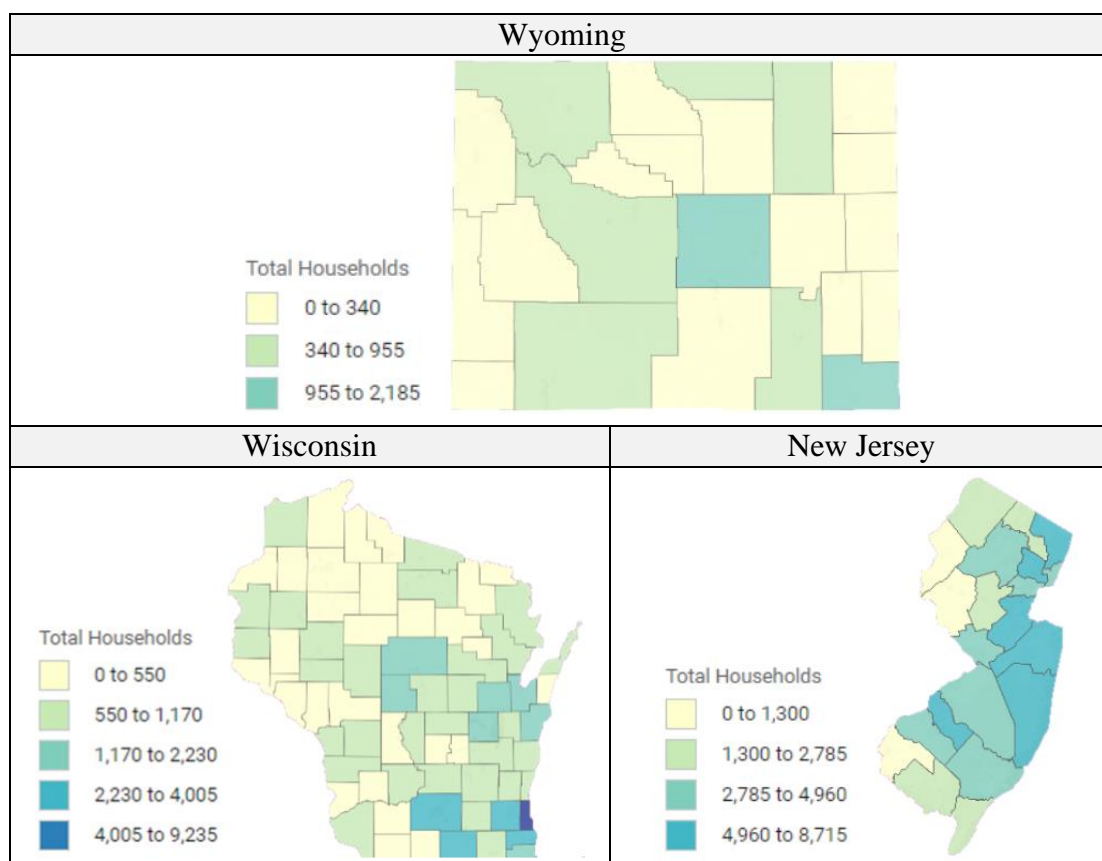 Wyoming
Total Households
0 to 340
340 to 955
955 to 2,185
Wisconsin
New Jersey
Total Households
0 to 550
550 to 1,170
1,170 to 2,230
2,230 to 4,005
4,005 to 9,235
Total Households
0 to 1,300
1,300 to 2,785
2,785 to 4,960
4,960 to 8,715